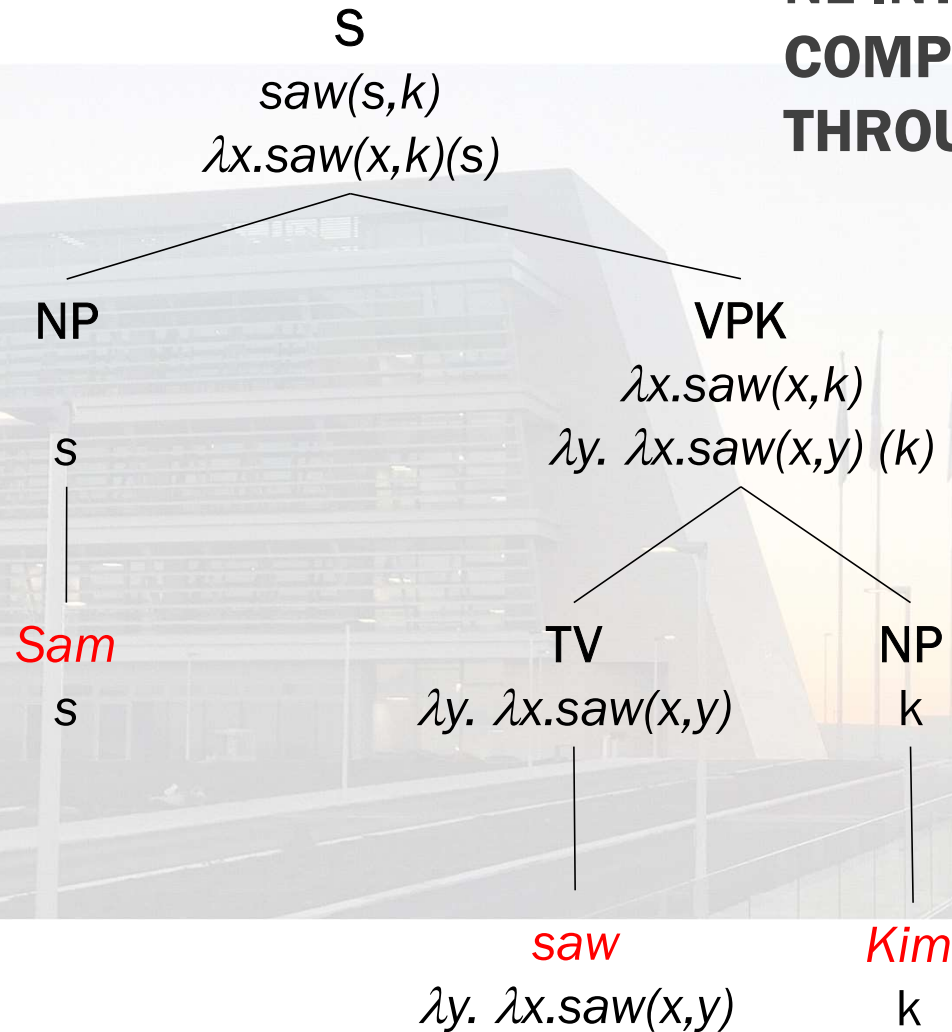 S
COMP
THROU
saw(s,k)
λx.saw(x,k)(s)
NP
VPK
λx.saw(x,k)
s
λy. λx.saw(x,y) (k)
Sam
TV
NP
s
λy. λx.saw(x,y)
k
saw
Kim
λy. λx.saw(x,y)
k